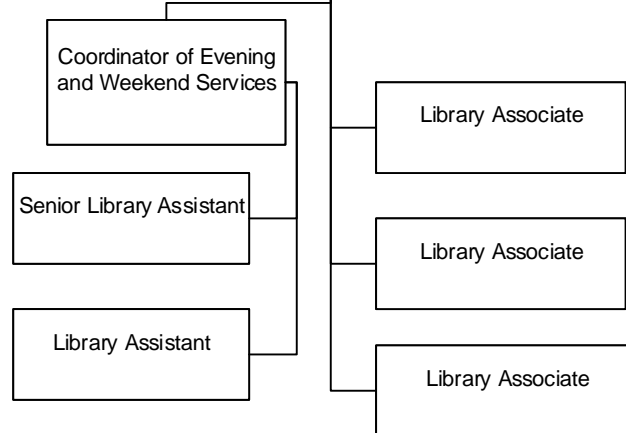 Coordinator of Evening
and Weekend Services
Library Associate
Senior Library Assistant
Library Associate
Library Assistant
Library Associate